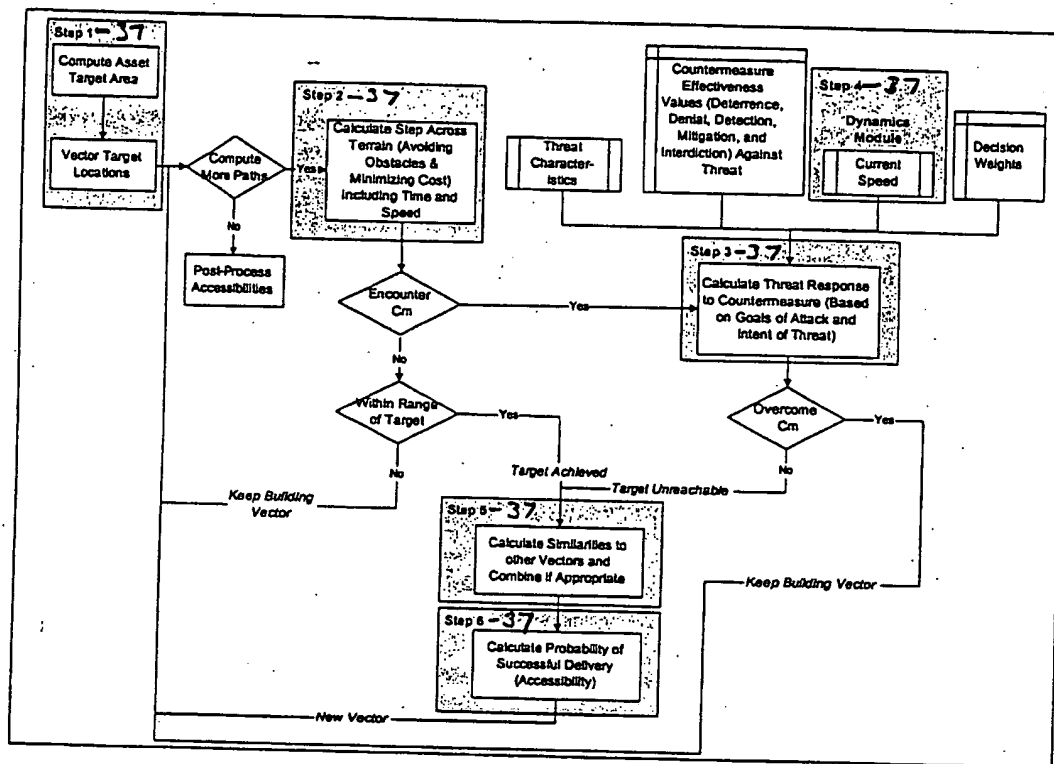 Step 1 - 37
Compute Asset
Target Area
Vector Target
Locations
Compute
More Paths
Yes
No
Post-Process
Accessibilities
Step 2 - 37
Calculate Step Across
Terrain (Avoiding
Obstacles &
Minimizing Cost)
Including Time and
Speed
Threat
Character-
istics
Countermeasure
Effectiveness
Values (Deterrence,
Denial, Detection,
Mitigation, and
Interdiction) Against
Threat
Step 4 - 37
Dynamics
Module
Current
Speed
Decision
Weights
Encounter
Cm
Yes
No
Step 3 - 37
Calculate Threat Response
to Countermeasure (Based
on Goals of Attack and
Intent of Threat)
Within Range
of Target
Yes
No
Overcome
Cm
Yes
No
Keep Building
Vector
Target Achieved
Target Unreachable
Step 5 - 37
Calculate Similarities to
other Vectors and
Combine if Appropriate
Keep Building Vector
Step 6 - 37
Calculate Probability of
Successful Delivery
(Accessibility)
New Vector